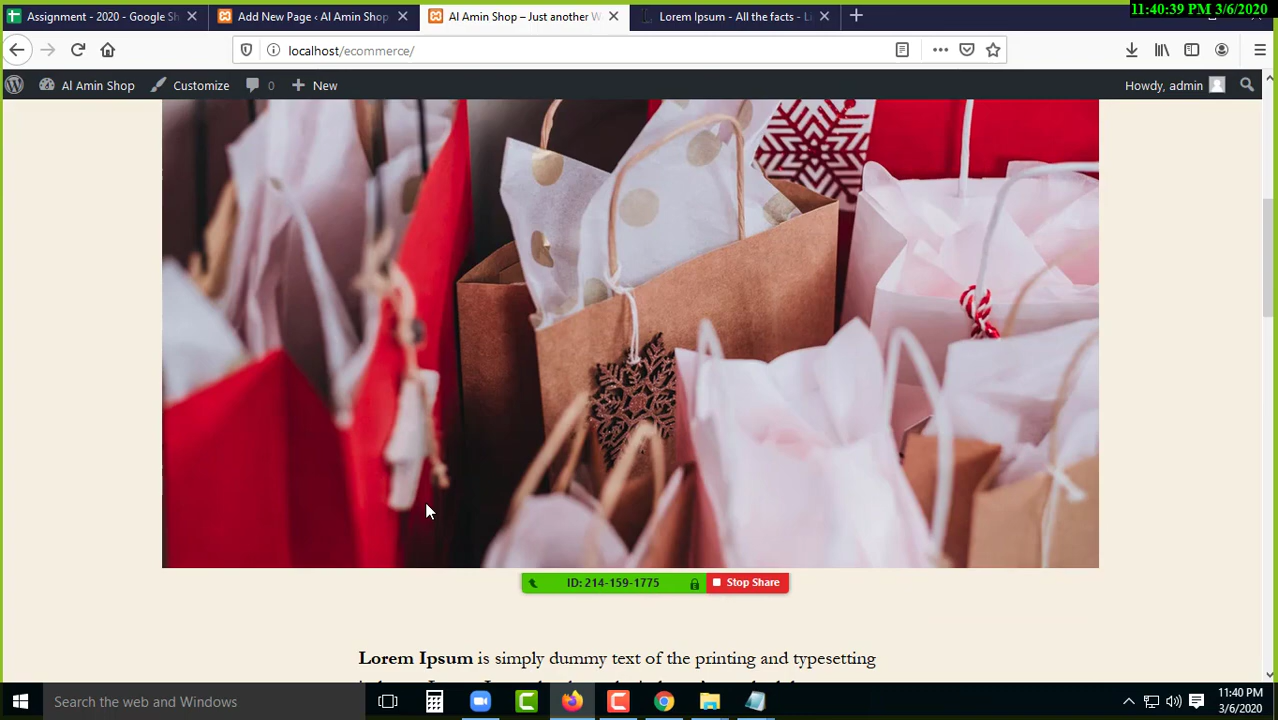 11:40:39 PM 3/6/2020
Assignment - 2020 - Google Sh
Add New Page ‹ Al Amin Shop
Al Amin Shop – Just another W
Lorem Ipsum - All the facts - Li
localhost/ecommerce/
Al Amin Shop
Customize
0
New
Howdy, admin
ID: 214-159-1775
Stop Share
Lorem Ipsum is simply dummy text of the printing and typesetting
Search the web and Windows
11:40 PM
3/6/2020